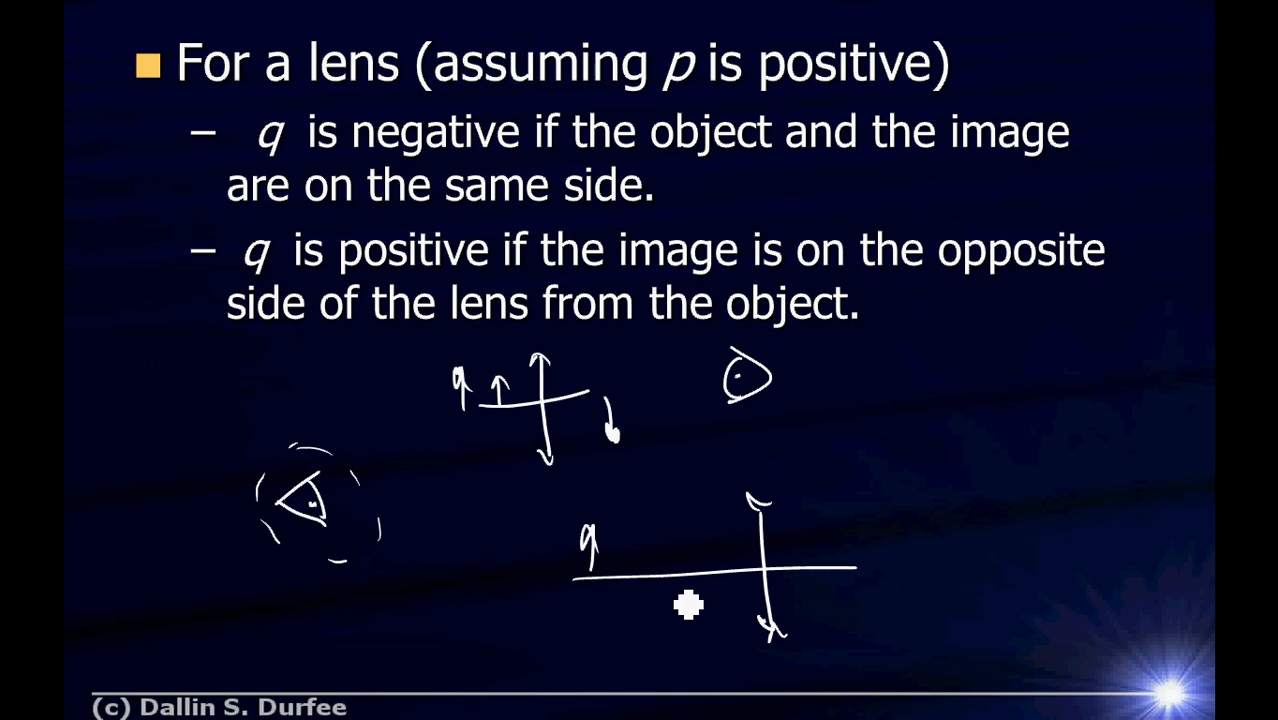 For a lens (assuming p is positive)
– q is negative if the object and the image
are on the same side.
– q is positive if the image is on the opposite
side of the lens from the object.
q
q
(c) Dallin S. Durfee